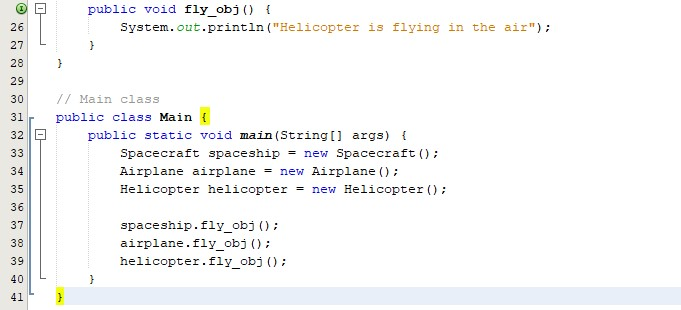 public void fly_obj() {
26 System.out.println("Helicopter is flying in the air");
27 }
28 }
29
30 // Main class
31 public class Main {
32 public static void main(String[] args) {
33 Spacecraft spaceship = new Spacecraft();
34 Airplane airplane = new Airplane();
35 Helicopter helicopter = new Helicopter();
36
37 spaceship.fly_obj();
38 airplane.fly_obj();
39 helicopter.fly_obj();
40 }
41 }